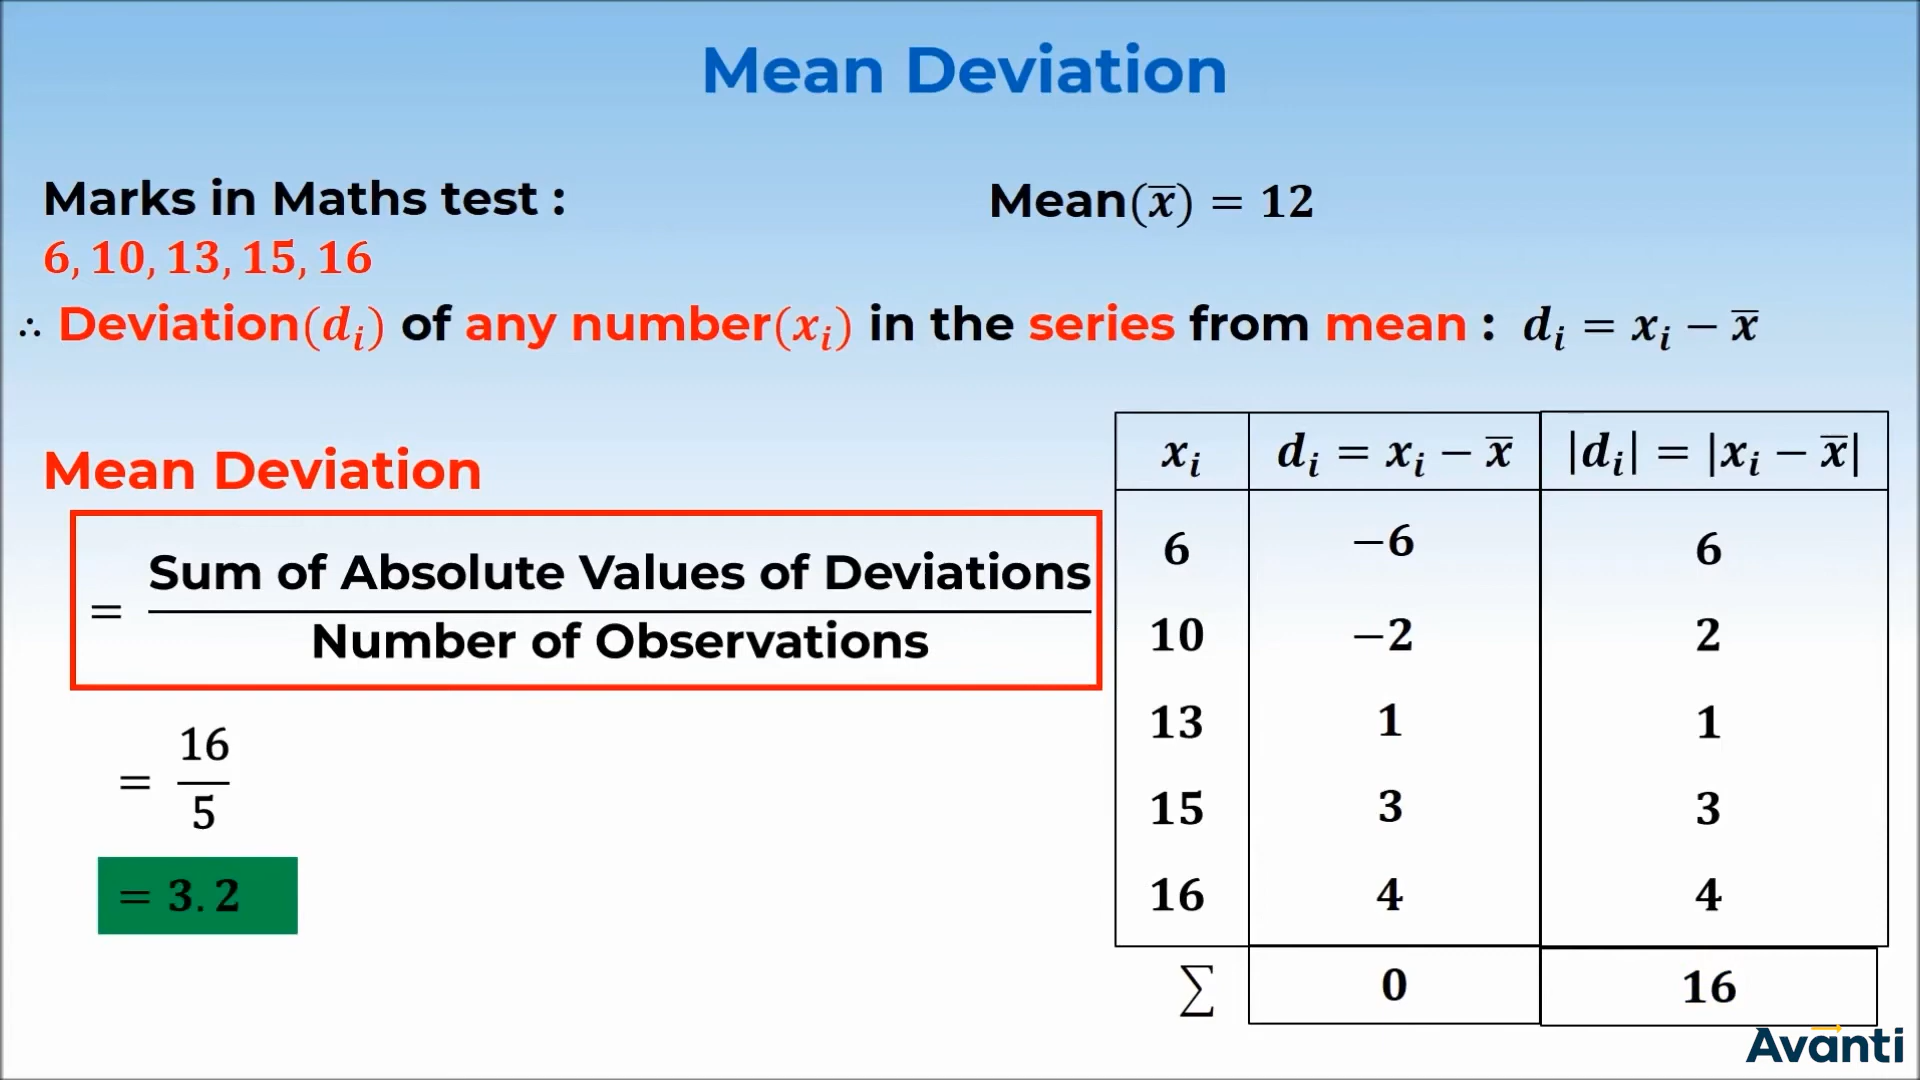 Mean Deviation
Marks in Maths test :
Mean(x̅) = 12
6, 10, 13, 15, 16
∴ Deviation(dᵢ) of any number(xᵢ) in the series from mean : dᵢ = xᵢ − x̅
Mean Deviation
= Sum of Absolute Values of Deviations
Number of Observations
= 16
5
= 3.2
xᵢ dᵢ = xᵢ − x̅ |dᵢ| = |xᵢ − x̅|
6 −6 6
10 −2 2
13 1 1
15 3 3
16 4 4
∑ 0 16
Avanti